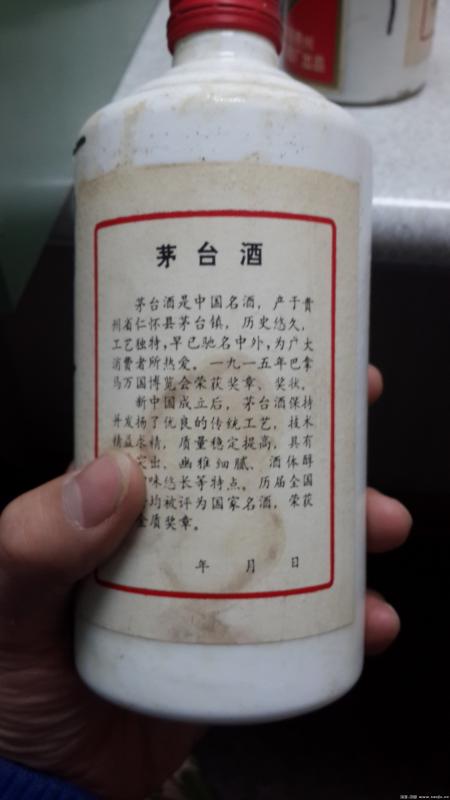 茅台酒
茅台酒是中国名酒，产于贵
州省仁怀县茅台镇，历史悠久，
工艺独特，早已驰名中外，为广大
消费者所热爱。一九一五年巴拿
马万国博览会荣获奖章、奖状。
新中国成立后，茅台酒保持
并发扬了优良的传统工艺，技术
精益求精，质量稳定提高，具有
突出、幽雅细腻、酒体醇
味悠长等特点。历届全国
均被评为国家名酒，荣获
金质奖章。
年 月 日